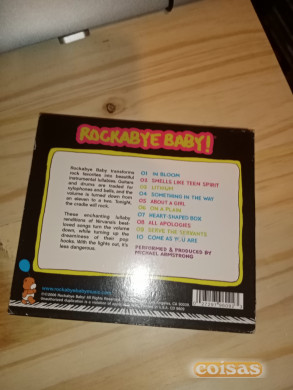 ROCKABYE BABY!
Rockabye Baby transforms
rock favorites into beautiful
instrumental lullabies. Guitars
and drums are traded for
xylophones and bells, and the
volume is turned down from
an eleven to a two. Tonight,
the cradle will rock.
These enchanting lullaby
renditions of Nirvana's best-
loved songs turn the volume
down, while turning up the
dreaminess of their pop
hooks. With the lights out, it's
less dangerous.
01 IN BLOOM
02 SMELLS LIKE TEEN SPIRIT
03 LITHIUM
04 SOMETHING IN THE WAY
05 ABOUT A GIRL
06 ON A PLAIN
07 HEART-SHAPED BOX
08 ALL APOLOGIES
09 SERVE THE SERVANTS
10 COME AS YOU ARE
PERFORMED & PRODUCED BY
MICHAEL ARMSTRONG
www.rockabyebabymusic.com
coisas